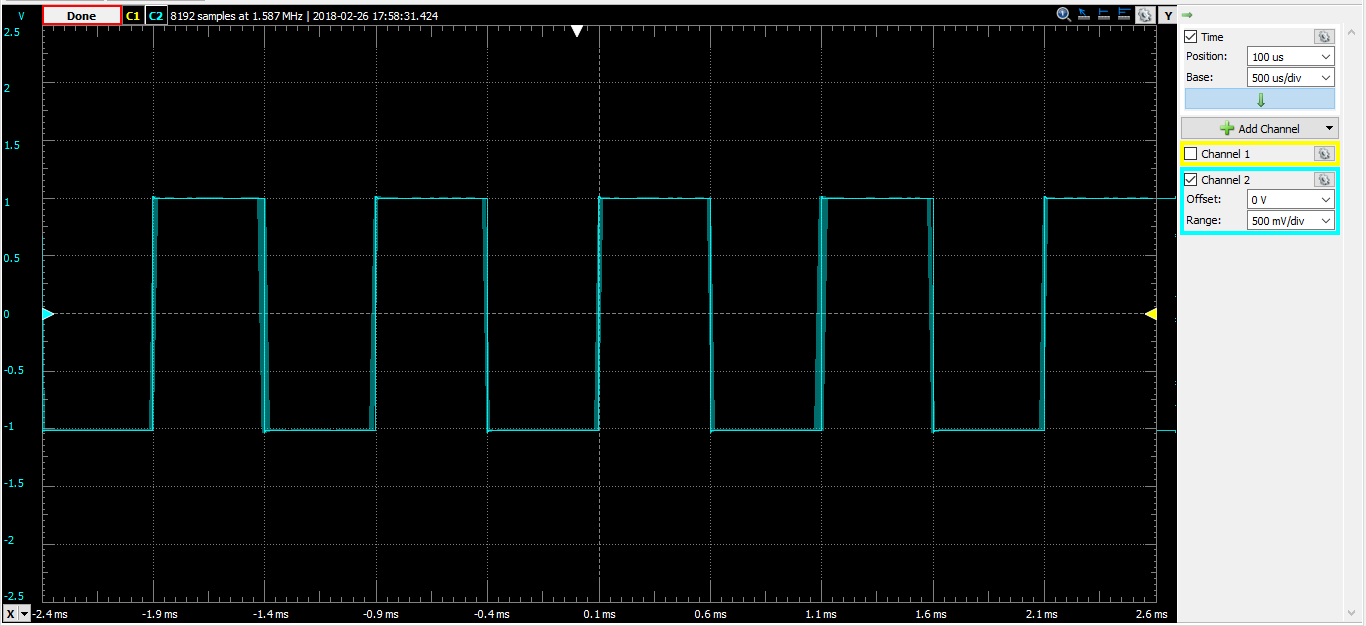 V Done C1 C2 8192 samples at 1.587 MHz | 2018-02-26 17:58:31.424 Y
2.5
2
1.5
1
0.5
0
-0.5
-1
-1.5
-2
-2.5
X -2.4 ms -1.9 ms -1.4 ms -0.9 ms -0.4 ms 0.1 ms 0.6 ms 1.1 ms 1.6 ms 2.1 ms 2.6 ms
Time
Position: 100 us
Base: 500 us/div
Add Channel
Channel 1
Channel 2
Offset: 0 V
Range: 500 mV/div